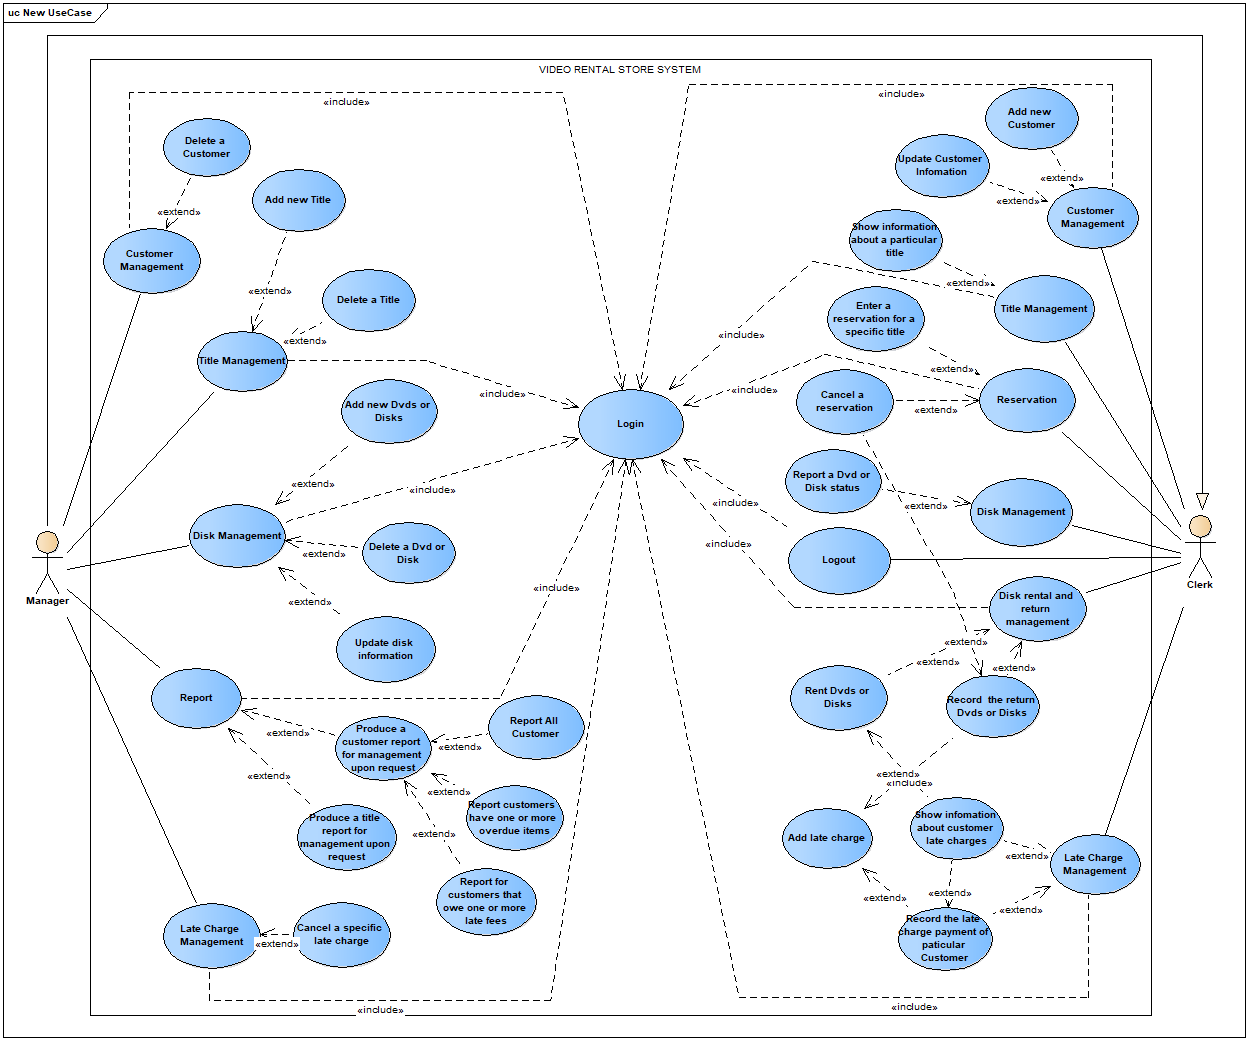 uc New UseCase
VIDEO RENTAL STORE SYSTEM
«include»
«include»
Delete a
Customer
«extend»
Customer
Management
Add new Title
«extend»
Delete a Title
«extend»
Title Management
«include»
Add new Dvds or
Disks
«extend»
«include»
Disk Management
«extend»
Delete a Dvd or
Disk
«extend»
Update disk
information
Manager
«include»
Report
«extend»
Produce a
customer report
for management
upon request
«extend»
Report All
Customer
«extend»
Report customers
have one or more
overdue items
«extend»
Produce a title
report for
management upon
request
«extend»
Report for
customers that
owe one or more
late fees
Late Charge
Management
«extend»
Cancel a specific
late charge
«include»
Login
Add new
Customer
«extend»
Update Customer
Infomation
«extend»
Customer
Management
Show information
about a particular
title
«extend»
Title Management
«include»
Enter a
reservation for a
specific title
«extend»
«include»
Cancel a
reservation
«extend»
Reservation
Report a Dvd or
Disk status
«extend»
Disk Management
«include»
Logout
«include»
Clerk
Disk rental and
return
management
«extend»
«extend»
«extend»
Rent Dvds or
Disks
Record  the return
Dvds or Disks
«extend»
«include»
Add late charge
Show infomation
about customer
late charges
«extend»
Late Charge
Management
«extend»
«extend»
«extend»
Record the late
charge payment of
paticular
Customer
«include»